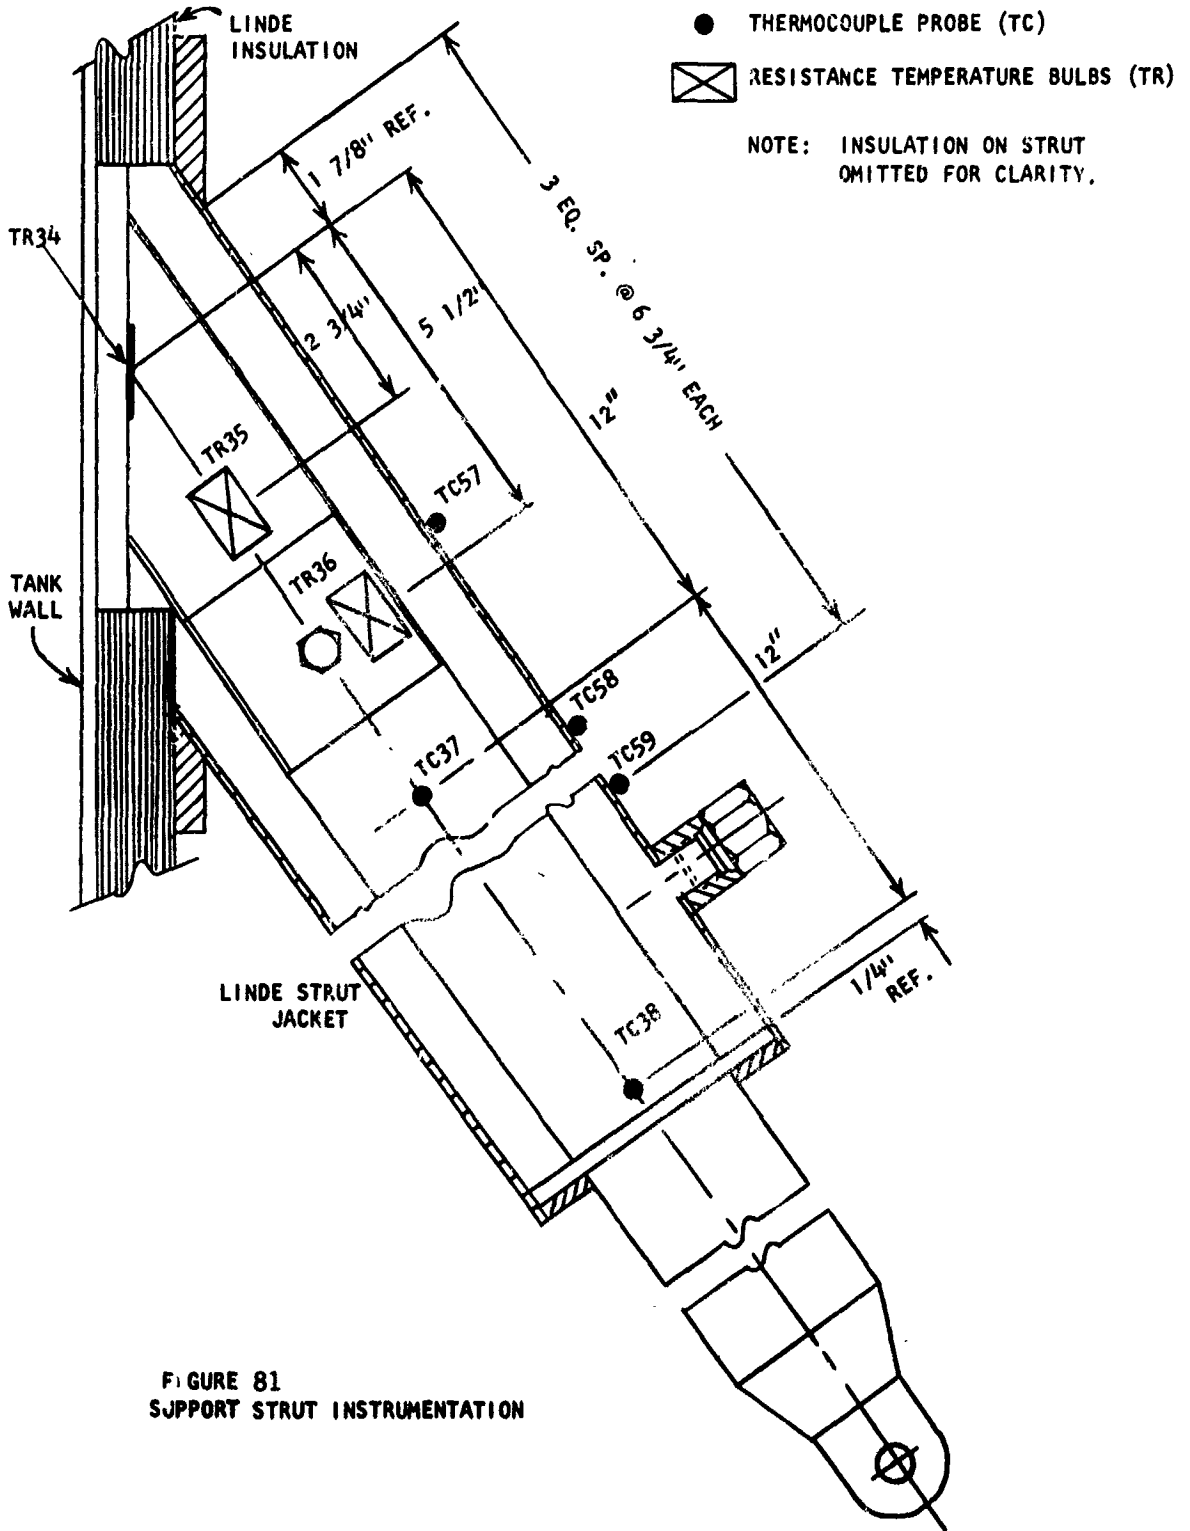 LINDE
INSULATION
THERMOCOUPLE PROBE (TC)
RESISTANCE TEMPERATURE BULBS (TR)
NOTE: INSULATION ON STRUT
OMITTED FOR CLARITY.
1 7/8" REF.
3 EQ. SP. @ 6 3/4" EACH
TR34
2 3/4"
5 1/2"
12"
TR35
TC57
TR36
TANK
WALL
12"
TC58
TC37
TC59
LINDE STRUT
JACKET
1/4"
REF.
TC38
FIGURE 81
SUPPORT STRUT INSTRUMENTATION